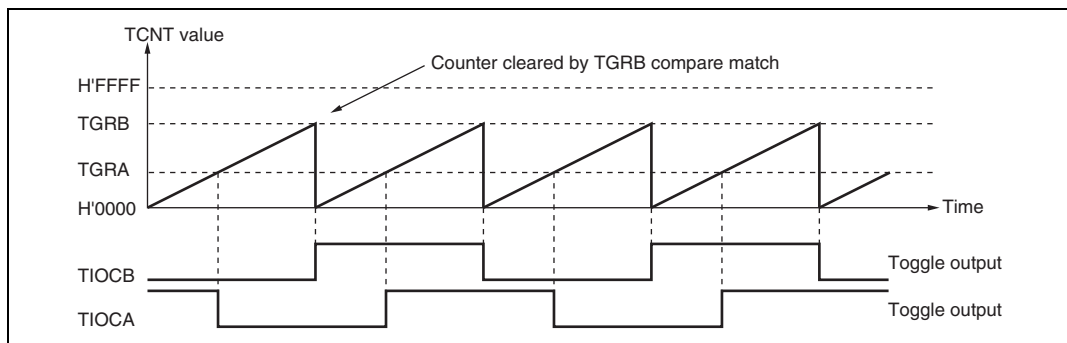 TCNT value
Counter cleared by TGRB compare match
H'FFFF
TGRB
TGRA
H'0000
Time
TIOCB
Toggle output
TIOCA
Toggle output